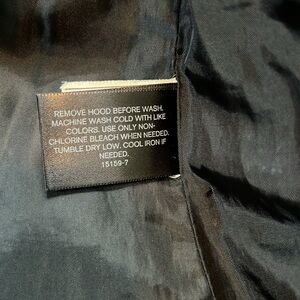 REMOVE HOOD BEFORE WASH.
MACHINE WASH COLD WITH LIKE
COLORS. USE ONLY NON-
CHLORINE BLEACH WHEN NEEDED.
TUMBLE DRY LOW. COOL IRON IF
NEEDED.
15159-7